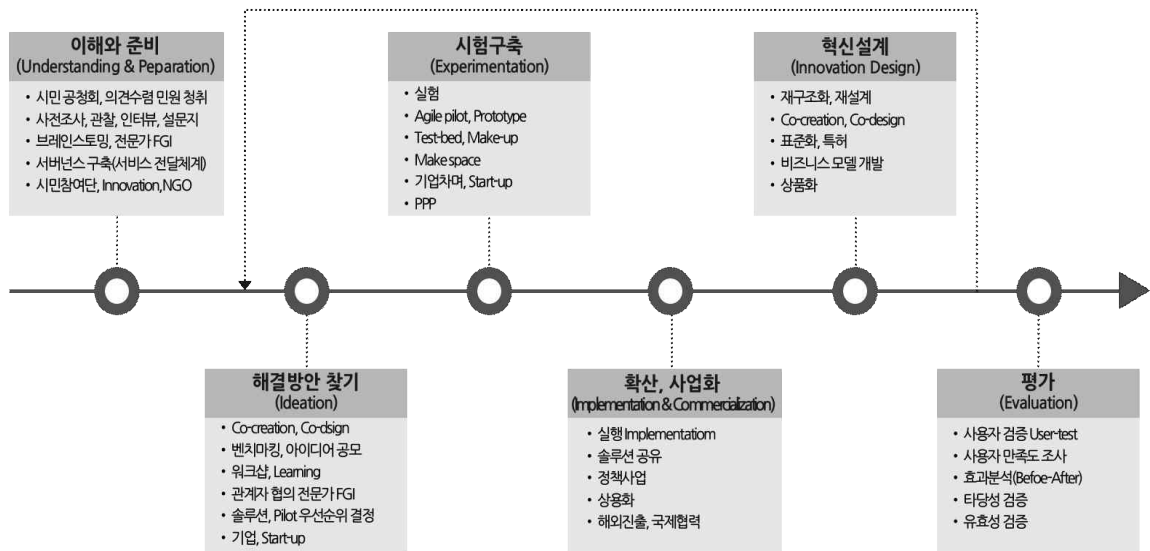 이해와 준비
(Understanding & Peparation)
• 시민 공청회, 의견수렴 민원 청취
• 사전조사, 관찰, 인터뷰, 설문지
• 브레인스토밍, 전문가 FGI
• 서버넌스 구축(서비스 전달체계)
• 시민참여단, Innovation,NGO
시험구축
(Experimentation)
• 실험
• Agile pilot, Prototype
• Test-bed, Make-up
• Make space
• 기업차며, Start-up
• PPP
혁신설계
(Innovation Design)
• 재구조화, 재설계
• Co-creation, Co-design
• 표준화, 특허
• 비즈니스 모델 개발
• 상품화
해결방안 찾기
(Ideation)
• Co-creation, Co-dsign
• 벤치마킹, 아이디어 공모
• 워크샵, Learning
• 관계자 협의 전문가 FGI
• 솔루션, Pilot 우선순위 결정
• 기업, Start-up
확산, 사업화
(Implementation & Commercialization)
• 실행 Implementatiom
• 솔루션 공유
• 정책사업
• 상용화
• 해외진출, 국제협력
평가
(Evaluation)
• 사용자 검증 User-test
• 사용자 만족도 조사
• 효과분석(Befoe-After)
• 타당성 검증
• 유효성 검증